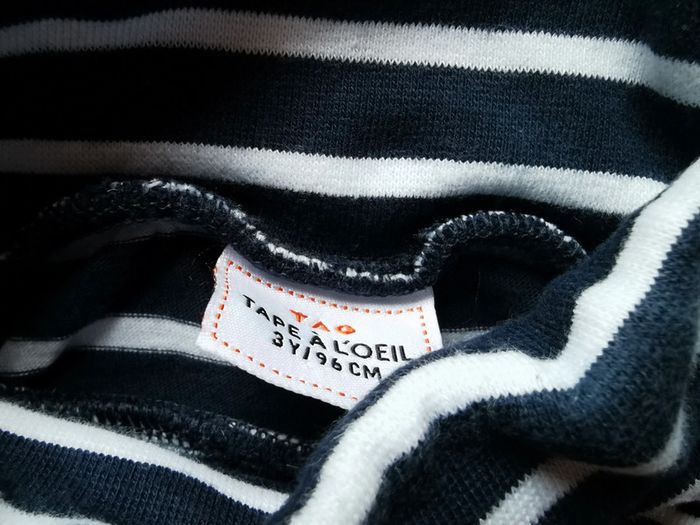 TAO
TAPE À L'OEIL
3Y/96CM